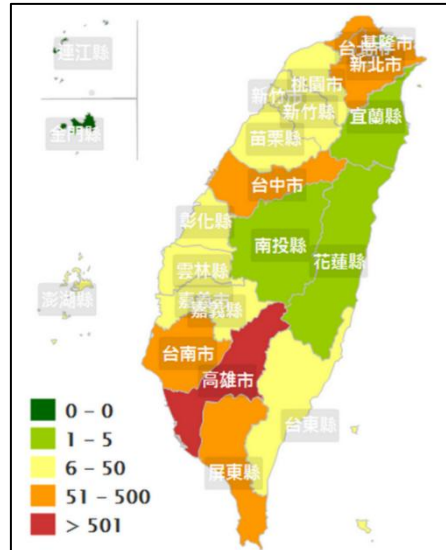 連江縣
金門縣
基隆市
新北市
桃園市
新竹市
新竹縣
宜蘭縣
苗栗縣
台中市
彰化縣
南投縣
花蓮縣
雲林縣
澎湖縣
嘉義縣
台南市
高雄市
台東縣
屏東縣
0 – 0
1 – 5
6 – 50
51 – 500
> 501